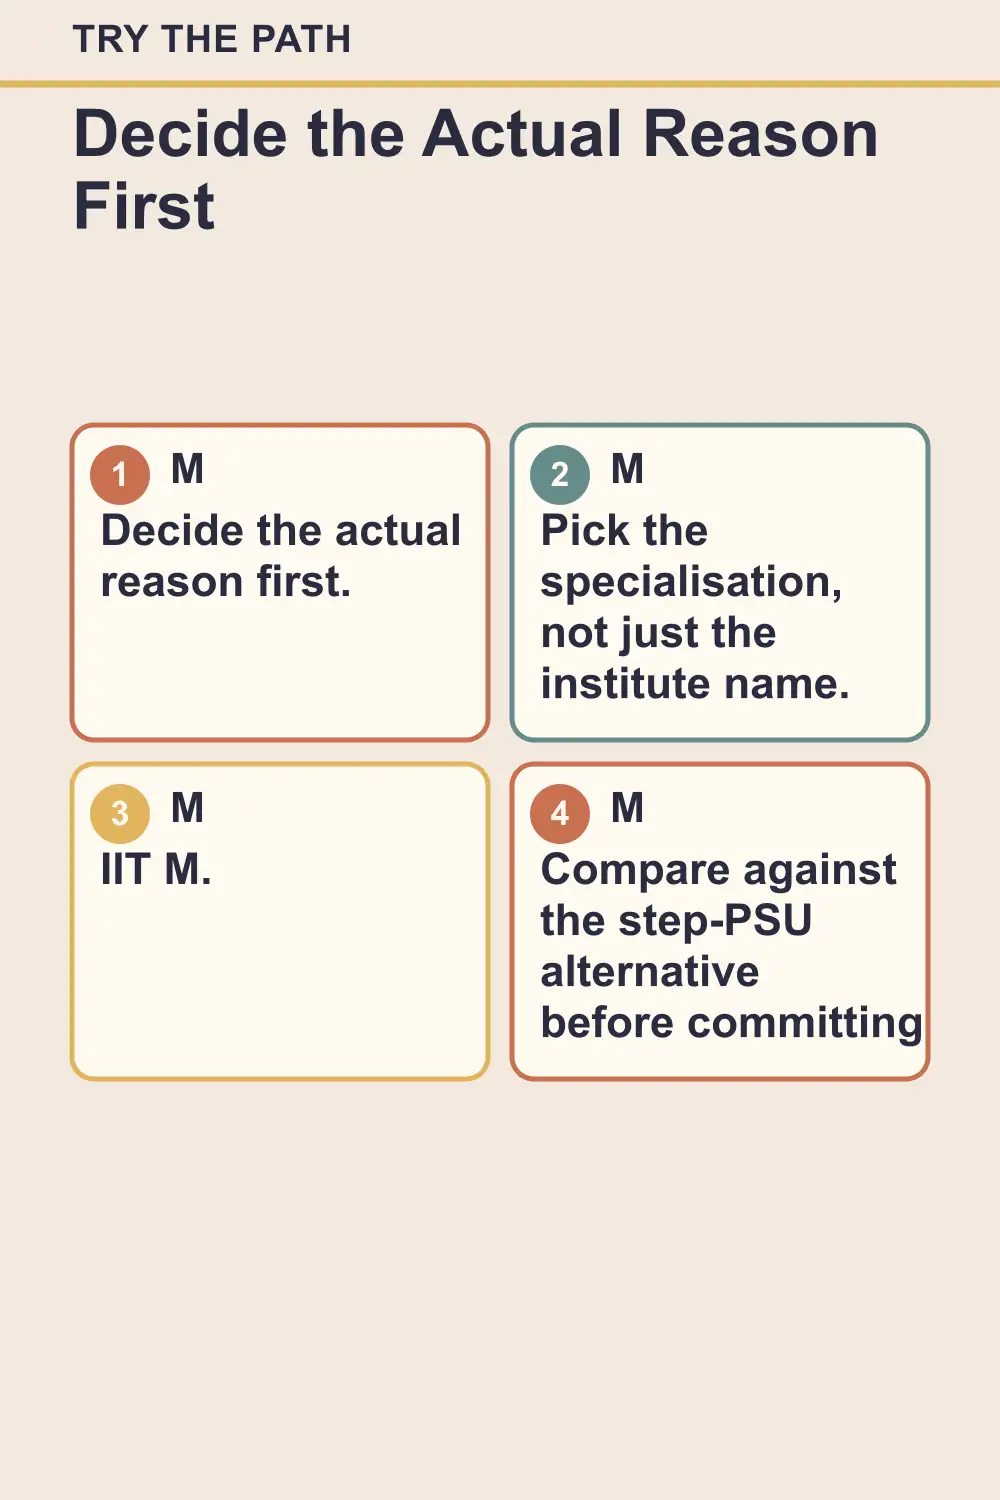 TRY THE PATH
Decide the Actual Reason
First
1 M
Decide the actual
reason first.
2 M
Pick the
specialisation,
not just the
institute name.
3 M
IIT M.
4 M
Compare against
the step-PSU
alternative
before committing